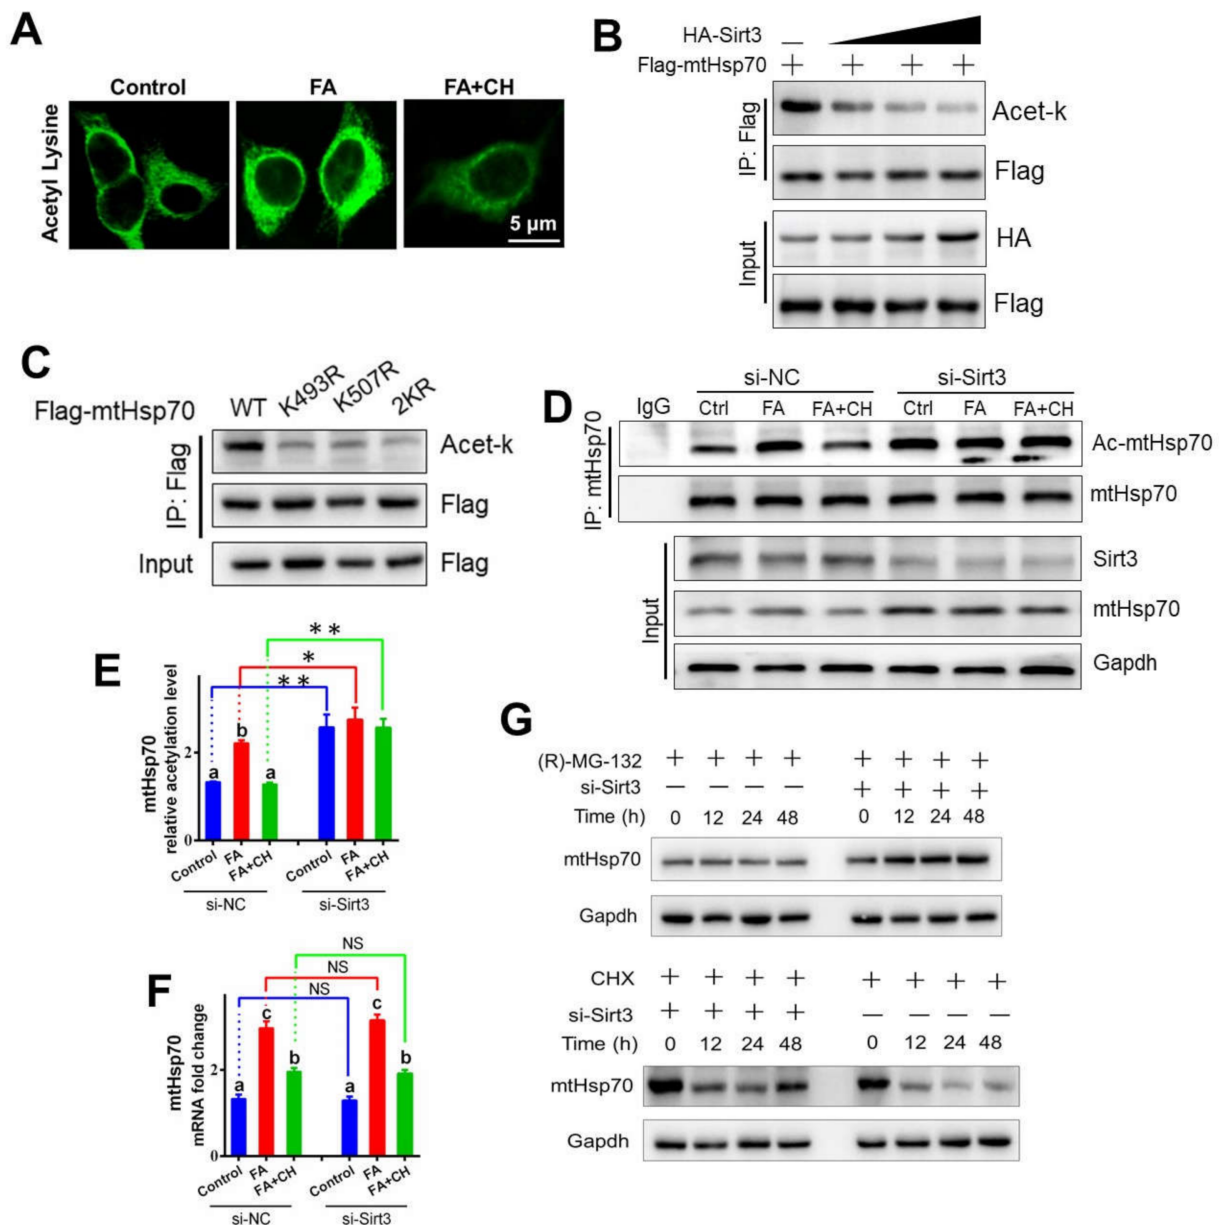 A
Control FA FA+CH
Acetyl Lysine
5 μm
B
HA-Sirt3 —
Flag-mtHsp70 + + + +
IP: Flag
Acet-k
Flag
Input
HA
Flag
C
Flag-mtHsp70 WT K493R K507R 2KR
IP: Flag
Acet-k
Flag
Input Flag
D
si-NC si-Sirt3
IgG Ctrl FA FA+CH Ctrl FA FA+CH
IP: mtHsp70
Ac-mtHsp70
mtHsp70
Input
Sirt3
mtHsp70
Gapdh
E
mtHsp70
relative acetylation level
2
0
* *
*
* *
a b a
Control FA FA+CH Control FA FA+CH
si-NC si-Sirt3
F
mtHsp70
mRNA fold change
2
0
NS
NS
NS
a c b a c b
Control FA FA+CH Control FA FA+CH
si-NC si-Sirt3
G
(R)-MG-132 + + + + + + + +
si-Sirt3 — — — — + + + +
Time (h) 0 12 24 48 0 12 24 48
mtHsp70
Gapdh
CHX + + + + + + + +
si-Sirt3 + + + + — — — —
Time (h) 0 12 24 48 0 12 24 48
mtHsp70
Gapdh